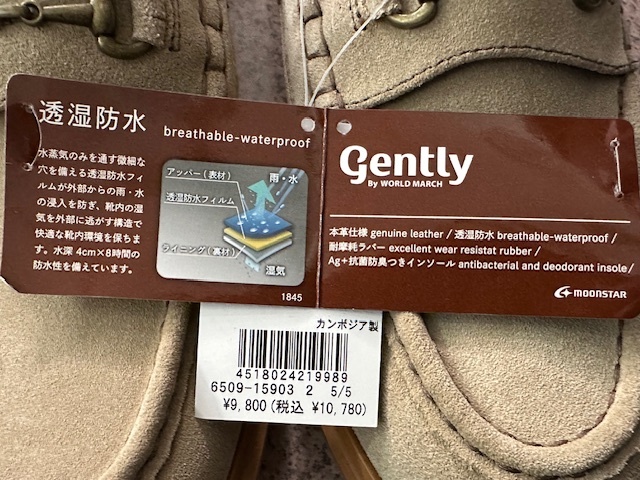 透湿防水 breathable-waterproof
水蒸気のみを通す微細な
穴を備える透湿防水フィ
ルムが外部からの雨・水
の浸入を防ぎ、靴内の湿
気を外部に逃がす構造で
快適な靴内環境を保ちま
す。水深4cm×8時間の
防水性を備えています。
アッパー(表材)
雨・水
透湿防水フィルム
ライニング(裏材)
湿気
1845
Gently
By WORLD MARCH
本革仕様 genuine leather / 透湿防水 breathable-waterproof /
耐摩耗ラバー excellent wear resistat rubber /
Ag+抗菌防臭つきインソール antibacterial and deodorant insole/
MOONSTAR
カンボジア製
4518024219989
6509-15903 2 5/5
¥9,800(税込 ¥10,780)